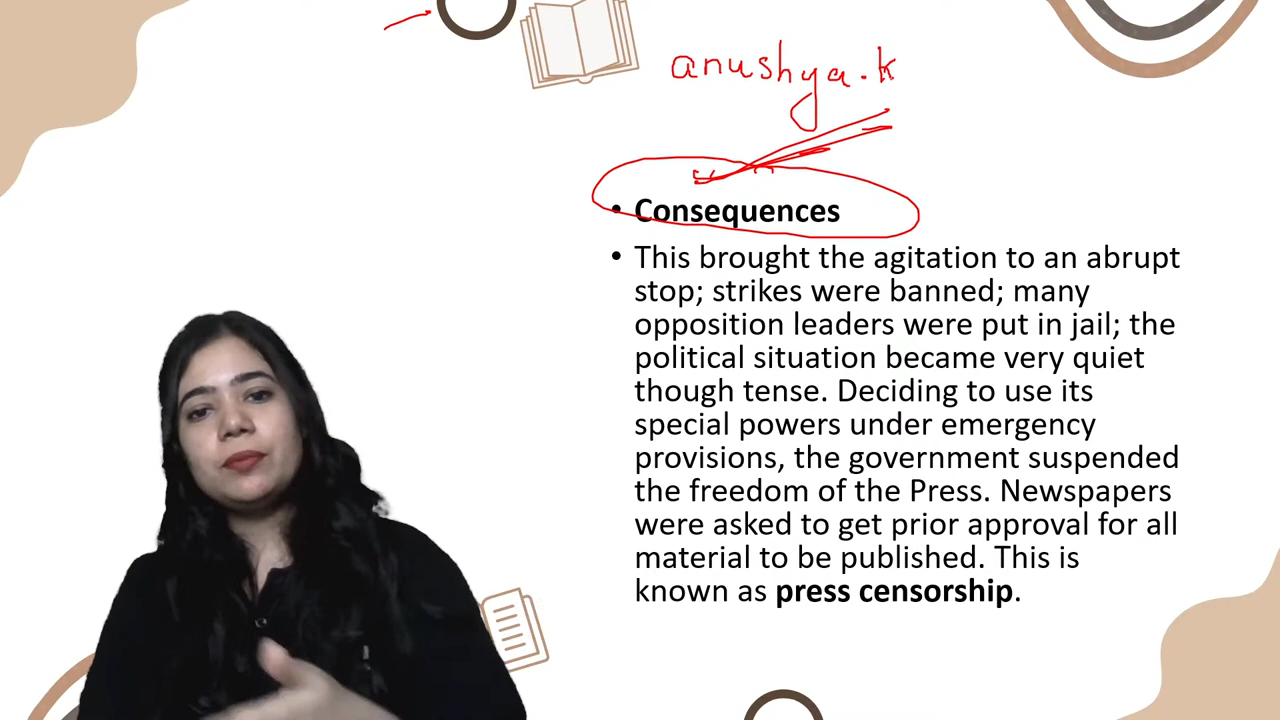 anushya.k
• Consequences
• This brought the agitation to an abrupt
stop; strikes were banned; many
opposition leaders were put in jail; the
political situation became very quiet
though tense. Deciding to use its
special powers under emergency
provisions, the government suspended
the freedom of the Press. Newspapers
were asked to get prior approval for all
material to be published. This is
known as press censorship.